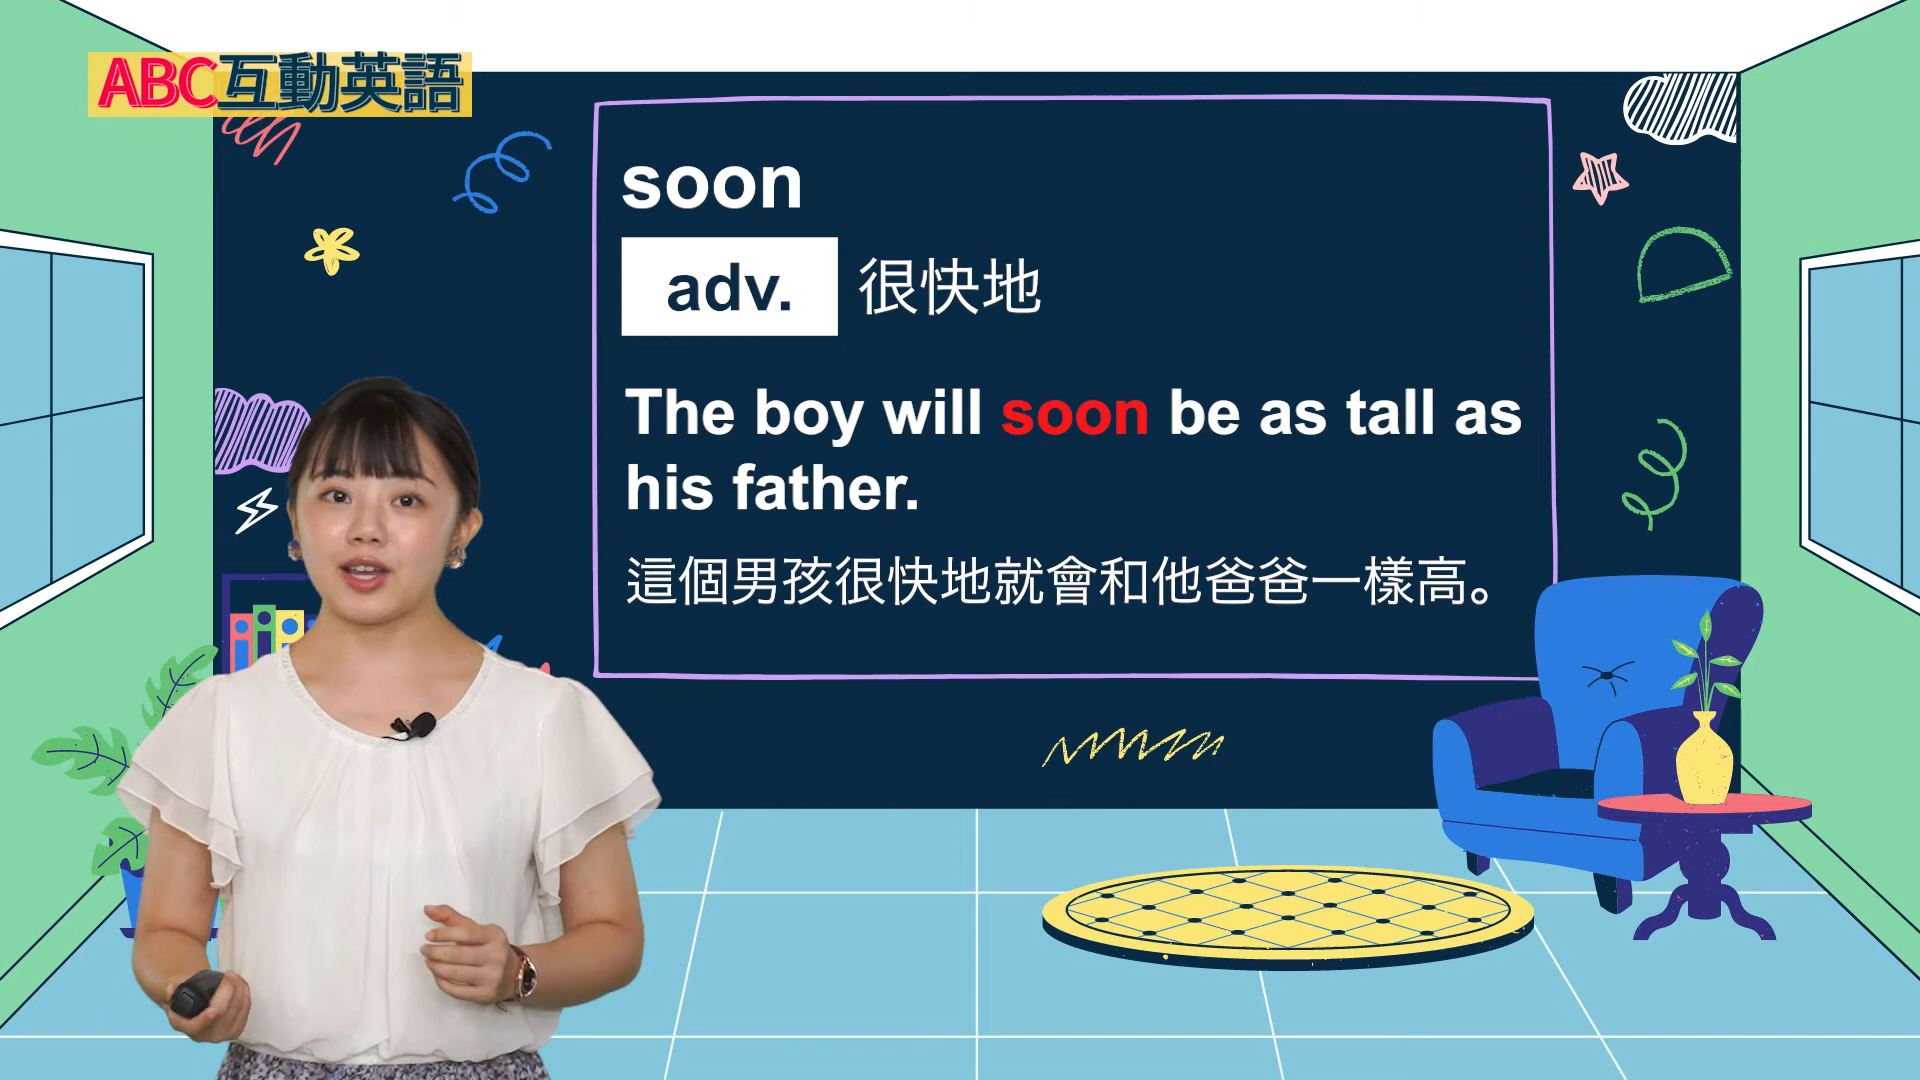 ABC互動英語
soon
adv. 很快地
The boy will soon be as tall as
his father.
這個男孩很快地就會和他爸爸一樣高。